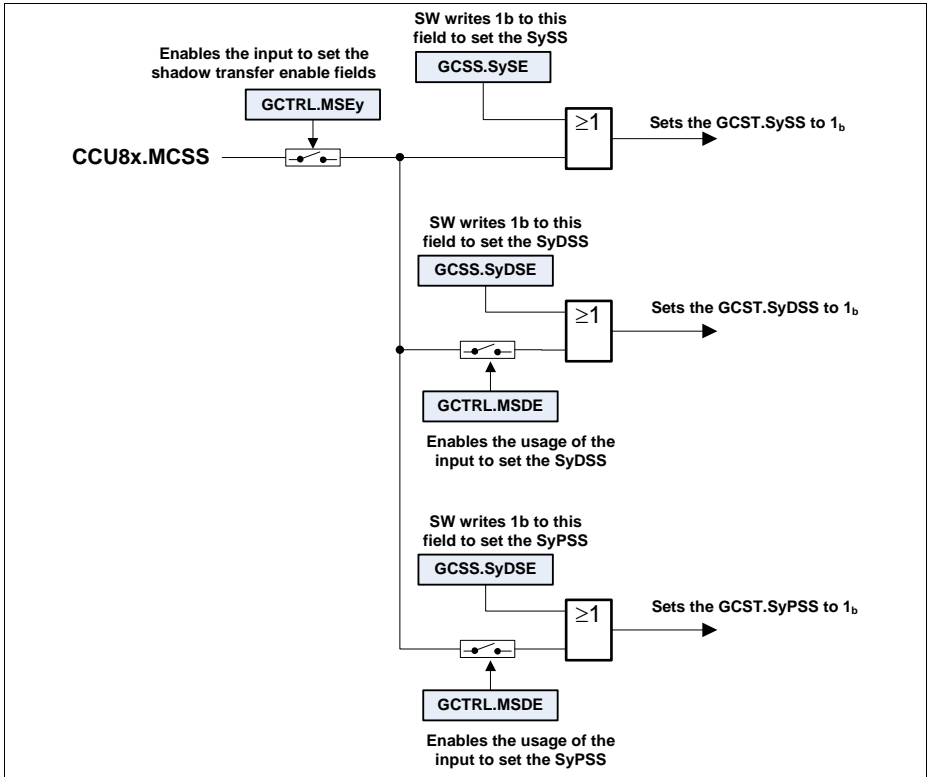 SW writes 1b to this
field to set the SySS
GCSS.SySE
Enables the input to set the
shadow transfer enable fields
GCTRL.MSEy
CCU8x.MCSS
≥1
Sets the GCST.SySS to 1b
SW writes 1b to this
field to set the SyDSS
GCSS.SyDSE
≥1
Sets the GCST.SyDSS to 1b
GCTRL.MSDE
Enables the usage of the
input to set the SyDSS
SW writes 1b to this
field to set the SyPSS
GCSS.SyDSE
≥1
Sets the GCST.SyPSS to 1b
GCTRL.MSDE
Enables the usage of the
input to set the SyPSS